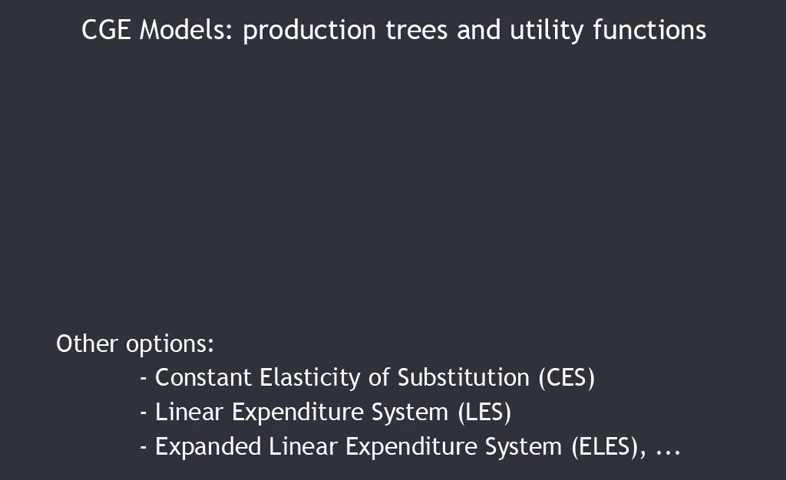 CGE Models: production trees and utility functions
Other options:
- Constant Elasticity of Substitution (CES)
- Linear Expenditure System (LES)
- Expanded Linear Expenditure System (ELES), ...